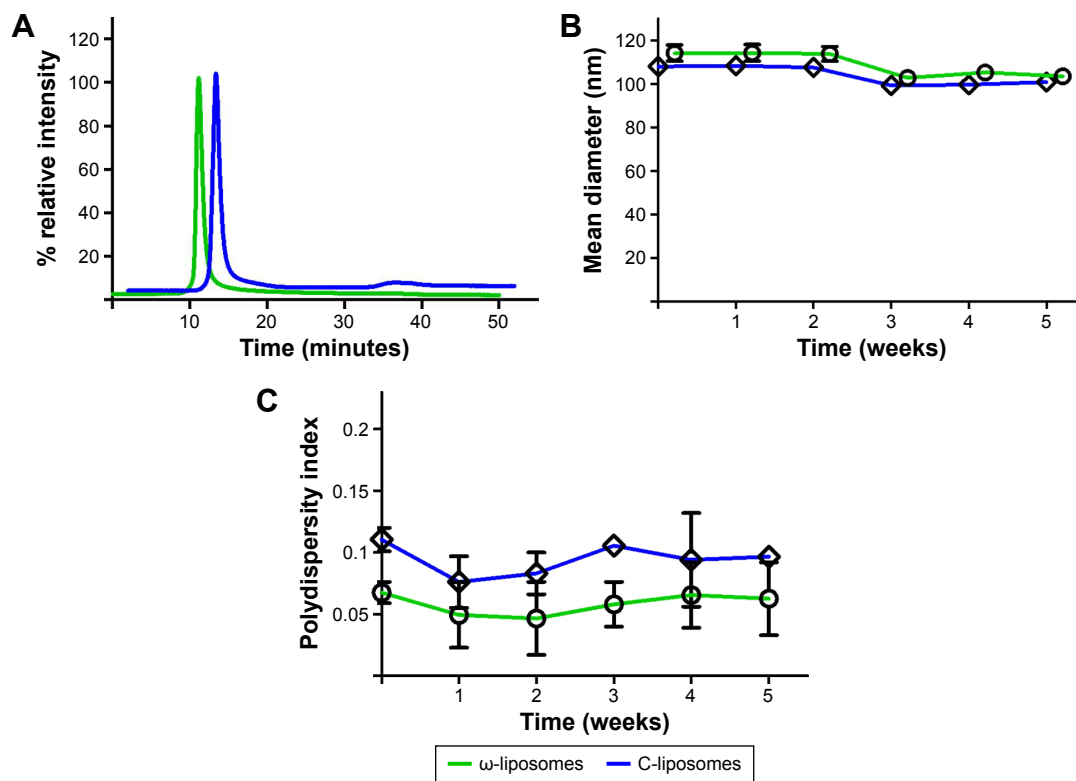 A
% relative intensity
120
100
80
60
40
20
10
20
30
40
50
Time (minutes)
B
Mean diameter (nm)
120
100
80
60
40
20
1
2
3
4
5
Time (weeks)
C
Polydispersity index
0.2
0.15
0.1
0.05
1
2
3
4
5
Time (weeks)
ω-liposomes
C-liposomes